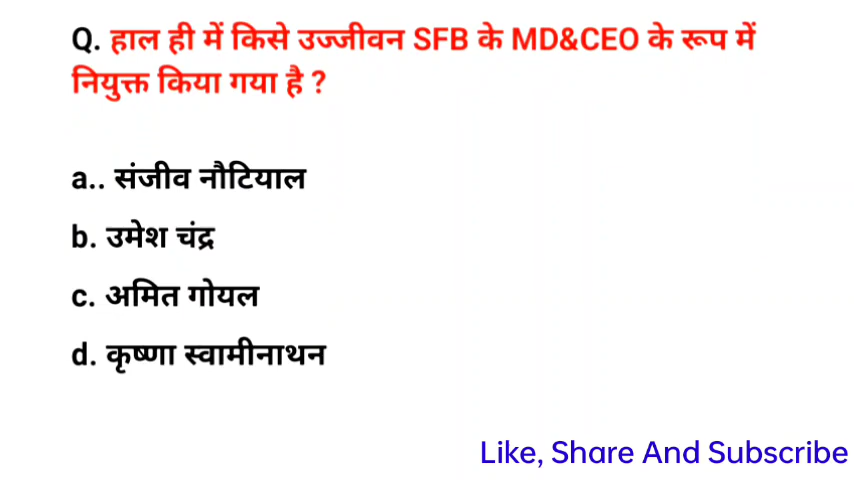 Q. हाल ही में किसे उज्जीवन SFB के MD&CEO के रूप में
नियुक्त किया गया है ?
a.. संजीव नौटियाल
b. उमेश चंद्र
c. अमित गोयल
d. कृष्णा स्वामीनाथन
Like, Share And Subscribe